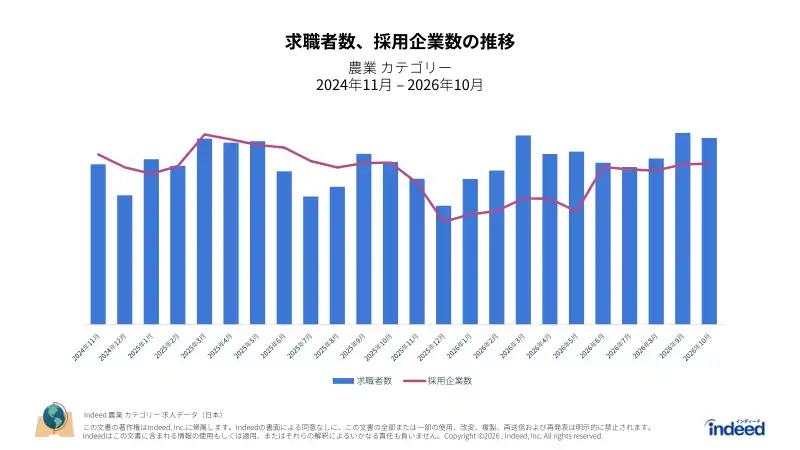 求職者数、採用企業数の推移
農業 カテゴリー
2024年11月 – 2026年10月
2024年11月
2024年12月
2025年1月
2025年2月
2025年3月
2025年4月
2025年5月
2025年6月
2025年7月
2025年8月
2025年9月
2025年10月
2025年11月
2025年12月
2026年1月
2026年2月
2026年3月
2026年4月
2026年5月
2026年6月
2026年7月
2026年8月
2026年9月
2026年10月
求職者数 採用企業数
Indeed 農業 カテゴリー 求人データ（日本）
この文書の著作権はIndeed, Inc.に帰属します。Indeedの書面による同意なしに、この文書の全部または一部の使用、改変、複製、再送信および再発表は明示的に禁止されます。
Indeedはこの文書に含まれる情報の使用もしくは適用、またはそれらの解釈によるいかなる責任も負いません。Copyright ©2026 , Indeed, Inc. All rights reserved.
インディード
indeed